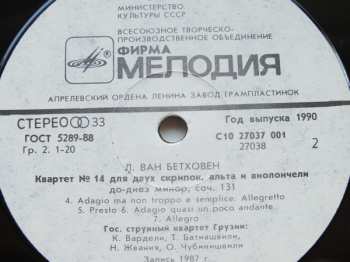 МИНИСТЕРСТВО
КУЛЬТУРЫ СССР
ВСЕСОЮЗНОЕ ТВОРЧЕСКО-
ПРОИЗВОДСТВЕННОЕ ОБЪЕДИНЕНИЕ
ФИРМА
МЕЛОДИЯ
АПРЕЛЕВСКИЙ ОРДЕНА ЛЕНИНА ЗАВОД ГРАМПЛАСТИНОК
СТЕРЕО 33
Год выпуска 1990
ГОСТ 5289-88
С10 27037 001
Гр. 2. 1-20
27038
2
Л. ВАН БЕТХОВЕН
Квартет № 14 для двух скрипок, альта и виолончели
до-диез минор, соч. 131
4. Adagio ma non troppo e semplice. Allegretto
5. Presto 6. Adagio quasi un poco andante.
7. Allegro
Гос. струнный квартет Грузии:
К. Вардели, Т. Батиашвили,
Н. Жвания, О. Чубинишвили
Запись 1987 г.